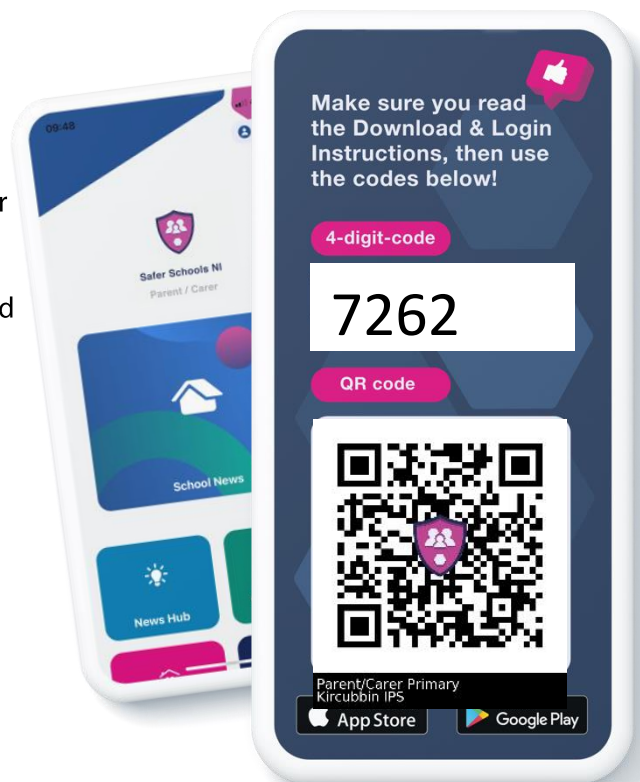 r
d
09:48
Safer Schools NI
Parent / Carer
School News
News Hub
Make sure you read
the Download & Login
Instructions, then use
the codes below!
4-digit-code
7262
QR code
Parent/Carer Primary
Kircubbin IPS
App Store
Google Play